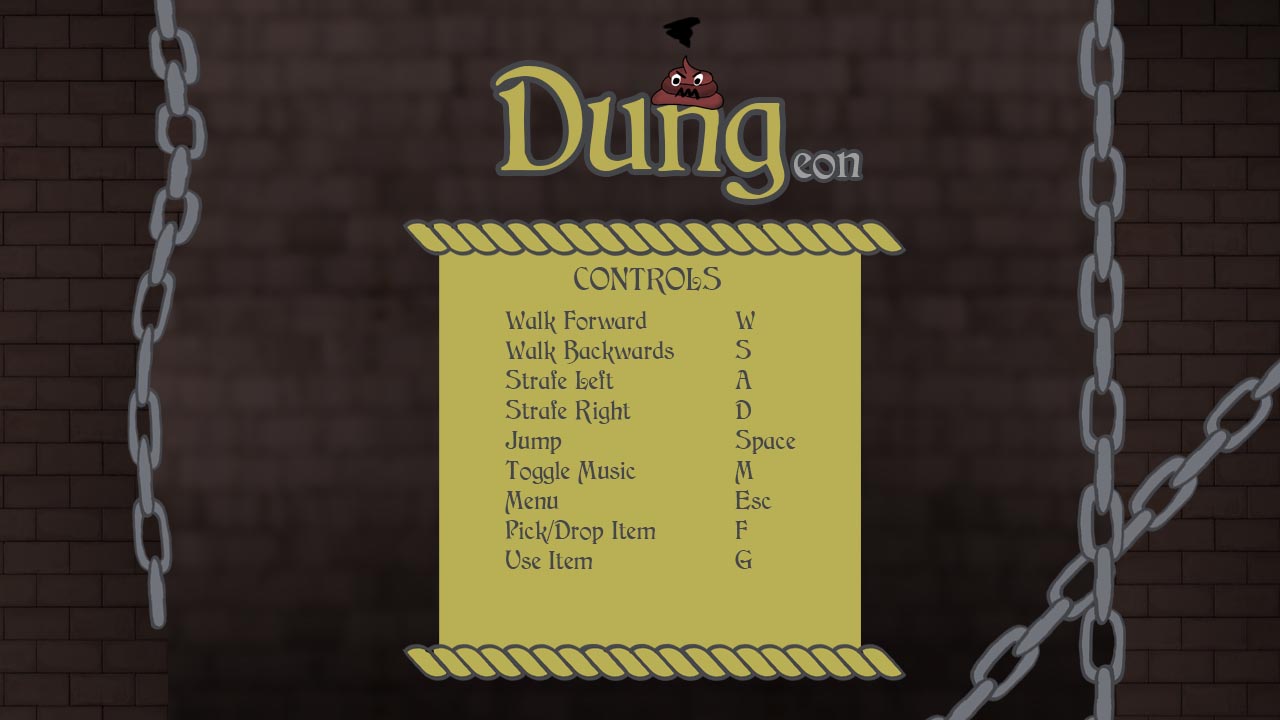 Dungeon
CONTROLS
Walk Forward W
Walk Backwards S
Strafe Left A
Strafe Right D
Jump Space
Toggle Music M
Menu Esc
Pick/Drop Item F
Use Item G